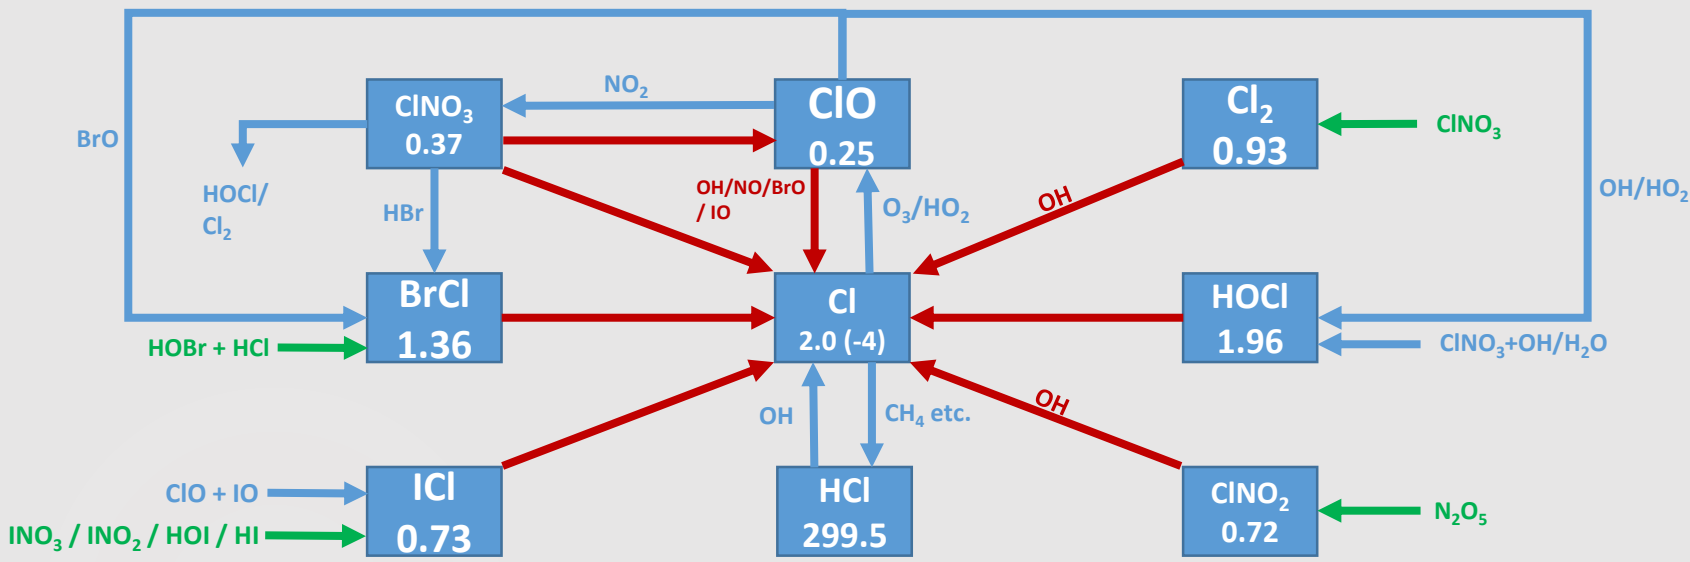 NO₂
ClNO₃
0.37
ClO
0.25
Cl₂
0.93
ClNO₃
BrO
HOCl/
Cl₂
HBr
OH/NO/BrO
/ IO
O₃/HO₂
OH
OH/HO₂
BrCl
1.36
Cl
2.0 (-4)
HOCl
1.96
HOBr + HCl
ClNO₃+OH/H₂O
OH
CH₄ etc.
OH
ClO + IO
INO₃ / INO₂ / HOI / HI
ICl
0.73
HCl
299.5
ClNO₂
0.72
N₂O₅